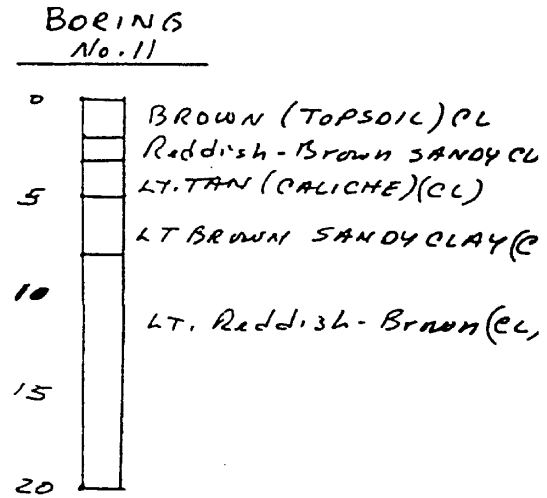 BORING
No. 11
0
BROWN (TOPSOIL) CL
Reddish-Brown SANDY CL
LT. TAN (CALICHE)(CL)
5
LT BROWN SANDY CLAY (C
10
LT. Reddish-Brown (CL)
15
20